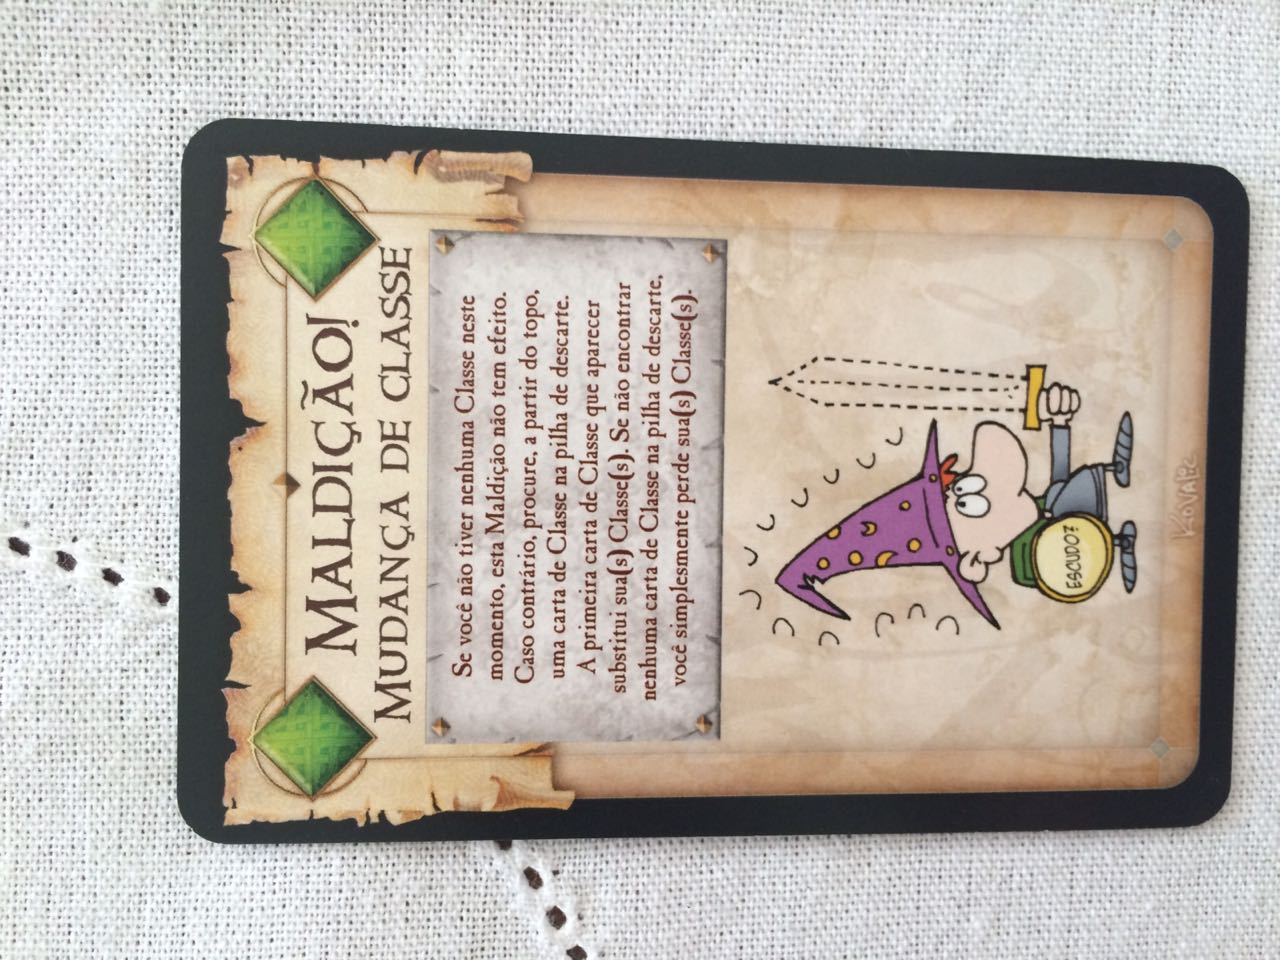 MALDIÇÃO!
MUDANÇA DE CLASSE
Se você não tiver nenhuma Classe neste
momento, esta Maldição não tem efeito.
Caso contrário, procure, a partir do topo,
uma carta de Classe na pilha de descarte.
A primeira carta de Classe que aparecer
substitui sua(s) Classe(s). Se não encontrar
nenhuma carta de Classe na pilha de descarte,
você simplesmente perde sua(s) Classe(s).
ESCUDO?
KOVALIC